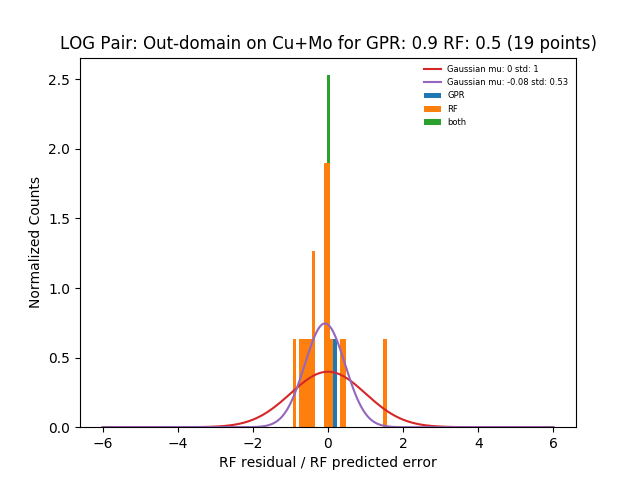 LOG Pair: Out-domain on Cu+Mo for GPR: 0.9 RF: 0.5 (19 points)
Gaussian mu: 0 std: 1
Gaussian mu: -0.08 std: 0.53
GPR
RF
both
Normalized Counts
2.5
2.0
1.5
1.0
0.5
0.0
−6 −4 −2 0 2 4 6
RF residual / RF predicted error